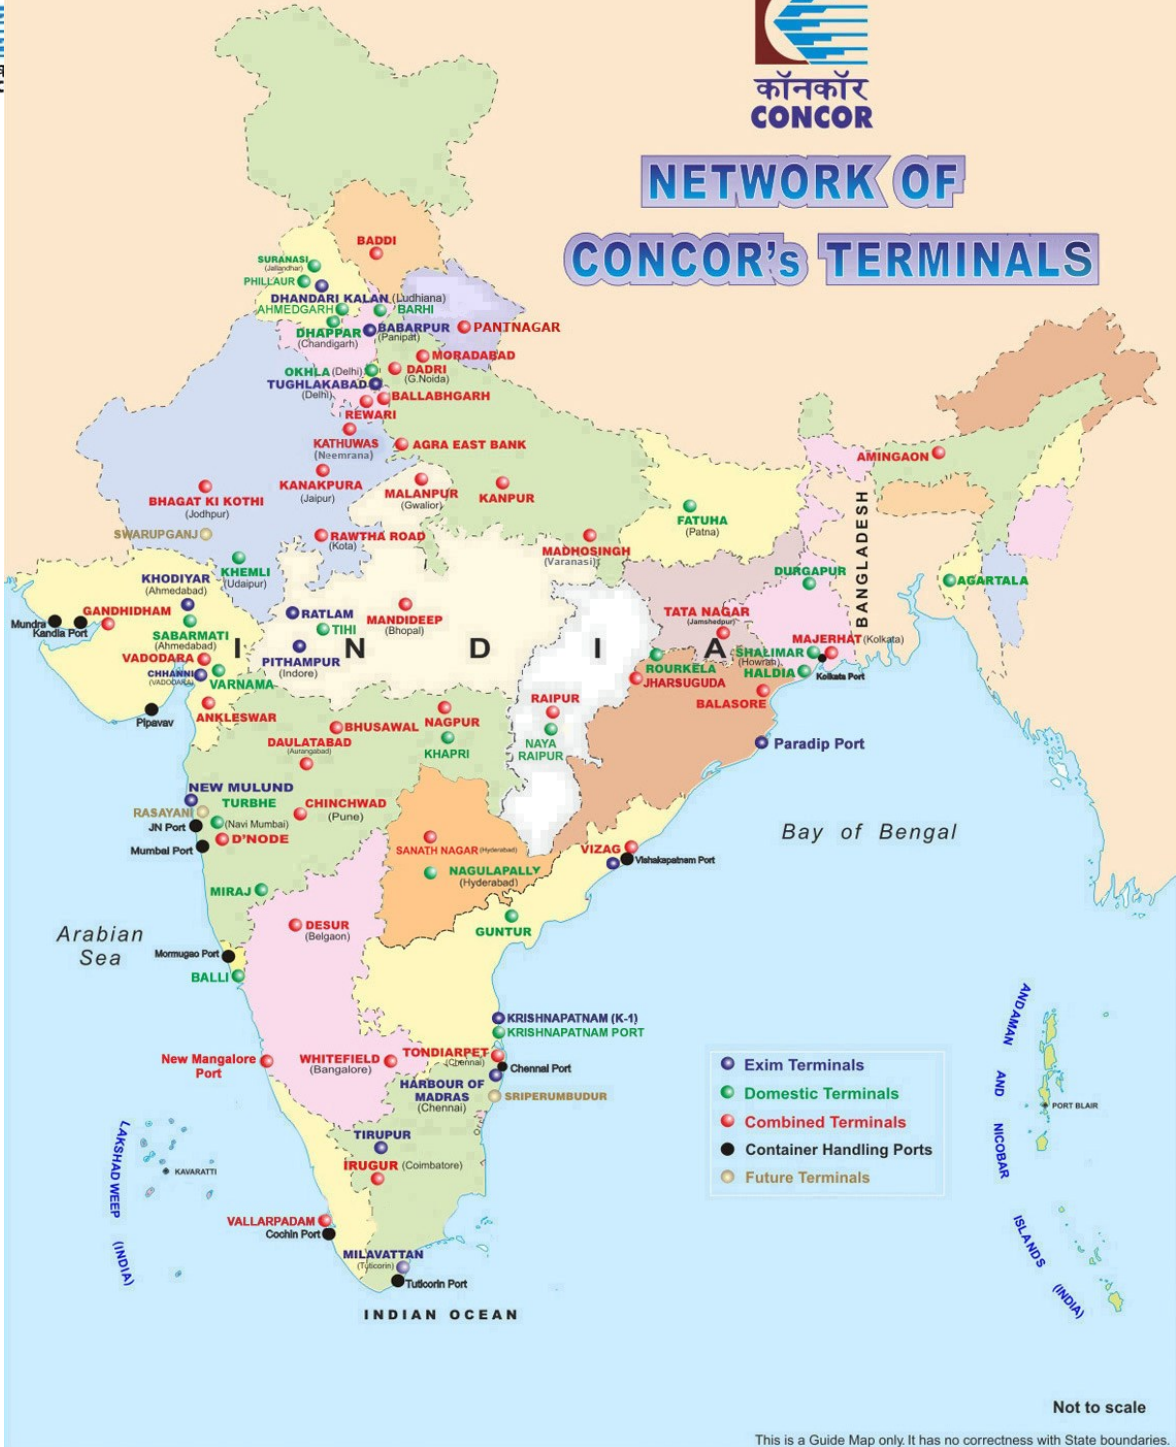 कॉनकॉर
CONCOR
NETWORK OF
CONCOR's TERMINALS
BADDI
SURANASI
(Jallandhar)
PHILLAUR
DHANDARI KALAN (Ludhiana)
AHMEDGARH
BARHI
DHAPPAR
(Chandigarh)
BABARPUR
(Panipat)
PANTNAGAR
MORADABAD
OKHLA (Delhi)
DADRI
(G.Noida)
TUGHLAKABAD
(Delhi)
BALLABHGARH
REWARI
KATHUWAS
(Neemrana)
AGRA EAST BANK
AMINGAON
KANAKPURA
(Jaipur)
MALANPUR
(Gwalior)
KANPUR
BHAGAT KI KOTHI
(Jodhpur)
FATUHA
(Patna)
BANGLADESH
SWARUPGANJ
RAWTHA ROAD
(Kota)
MADHOSINGH
(Varanasi)
KHEMLI
(Udaipur)
DURGAPUR
AGARTALA
KHODIYAR
(Ahmedabad)
GANDHIDHAM
Mundra
Kandla Port
RATLAM
MANDIDEEP
(Bhopal)
TATA NAGAR
(Jamshedpur)
SABARMATI
(Ahmedabad)
TIHI
MAJERHAT (Kolkata)
I N D I A
VADODARA
PITHAMPUR
(Indore)
SHALIMAR
(Howrah)
CHHANNI
(VADODARA)
VARNAMA
ROURKELA
JHARSUGUDA
HALDIA
Kolkata Port
ANKLESWAR
RAIPUR
BALASORE
Pipavav
BHUSAWAL
NAGPUR
DAULATABAD
(Aurangabad)
KHAPRI
NAYA
RAIPUR
Paradip Port
NEW MULUND
TURBHE
(Navi Mumbai)
CHINCHWAD
(Pune)
RASAYANI
JN Port
D'NODE
Mumbai Port
Bay of Bengal
SANATH NAGAR (Hyderabad)
VIZAG
Vishakapatnam Port
NAGULAPALLY
(Hyderabad)
MIRAJ
DESUR
(Belgaon)
GUNTUR
Arabian
Sea
Mormugao Port
BALLI
KRISHNAPATNAM (K-1)
KRISHNAPATNAM PORT
New Mangalore
Port
WHITEFIELD
(Bangalore)
TONDIARPET
(Chennai)
Chennai Port
HARBOUR OF
MADRAS
(Chennai)
SRIPERUMBUDUR
TIRUPUR
IRUGUR (Coimbatore)
VALLARPADAM
Cochin Port
MILAVATTAN
(Tuticorin)
Tuticorin Port
INDIAN OCEAN
LAKSHADWEEP (INDIA)
KAVARATTI
ANDAMAN AND NICOBAR ISLANDS (INDIA)
PORT BLAIR
Exim Terminals
Domestic Terminals
Combined Terminals
Container Handling Ports
Future Terminals
Not to scale
This is a Guide Map only. It has no correctness with State boundaries.